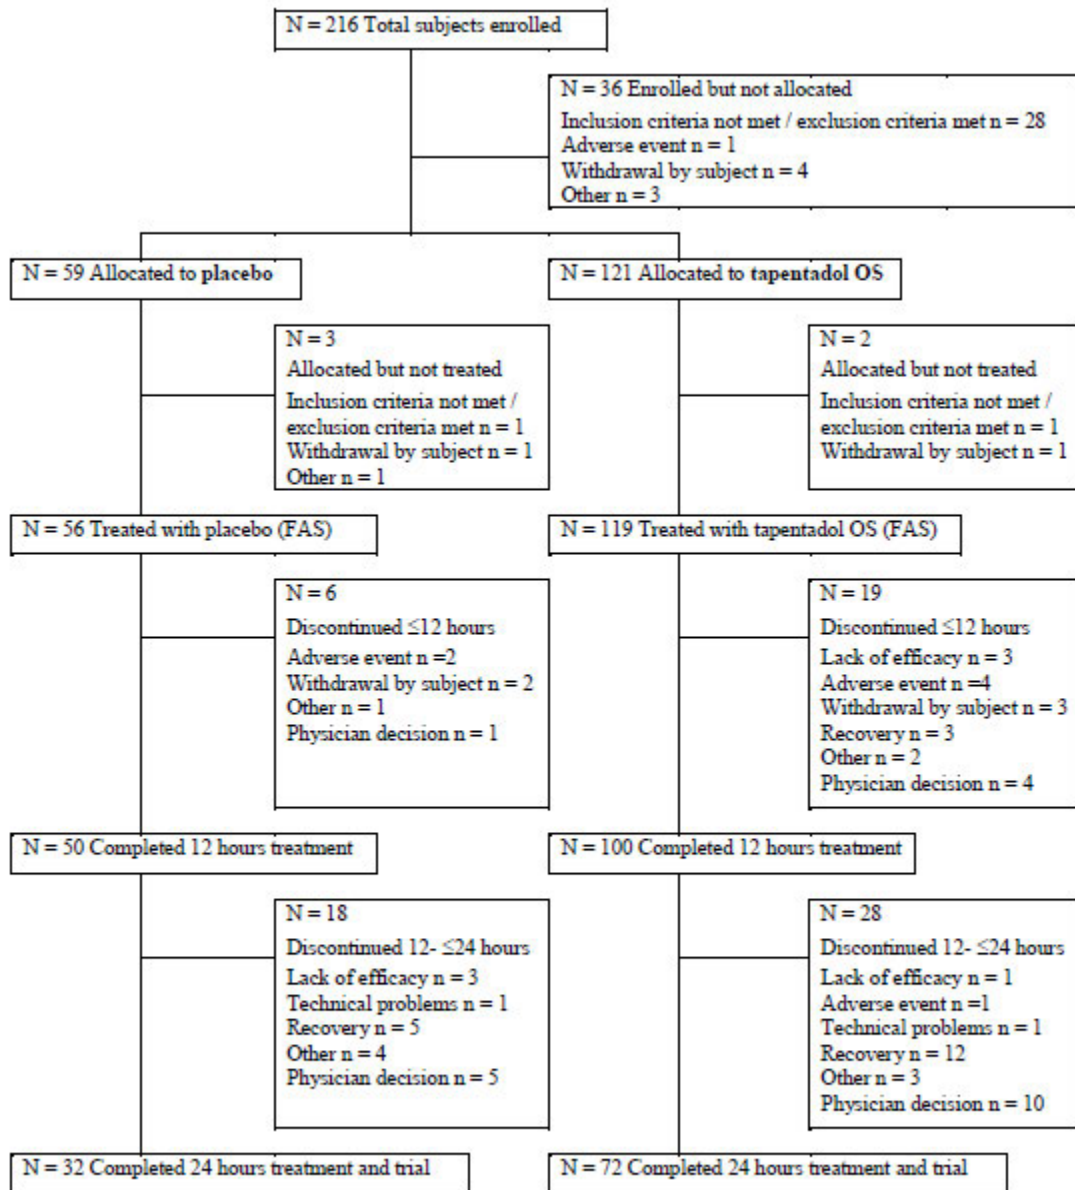 N = 216 Total subjects enrolled
N = 36 Enrolled but not allocated
Inclusion criteria not met / exclusion criteria met n = 28
Adverse event n = 1
Withdrawal by subject n = 4
Other n = 3
N = 59 Allocated to placebo
N = 121 Allocated to tapentadol OS
N = 3
Allocated but not treated
Inclusion criteria not met /
exclusion criteria met n = 1
Withdrawal by subject n = 1
Other n = 1
N = 2
Allocated but not treated
Inclusion criteria not met /
exclusion criteria met n = 1
Withdrawal by subject n = 1
N = 56 Treated with placebo (FAS)
N = 119 Treated with tapentadol OS (FAS)
N = 6
Discontinued ≤12 hours
Adverse event n =2
Withdrawal by subject n = 2
Other n = 1
Physician decision n = 1
N = 19
Discontinued ≤12 hours
Lack of efficacy n = 3
Adverse event n =4
Withdrawal by subject n = 3
Recovery n = 3
Other n = 2
Physician decision n = 4
N = 50 Completed 12 hours treatment
N = 100 Completed 12 hours treatment
N = 18
Discontinued 12- ≤24 hours
Lack of efficacy n = 3
Technical problems n = 1
Recovery n = 5
Other n = 4
Physician decision n = 5
N = 28
Discontinued 12- ≤24 hours
Lack of efficacy n = 1
Adverse event n =1
Technical problems n = 1
Recovery n = 12
Other n = 3
Physician decision n = 10
N = 32 Completed 24 hours treatment and trial
N = 72 Completed 24 hours treatment and trial